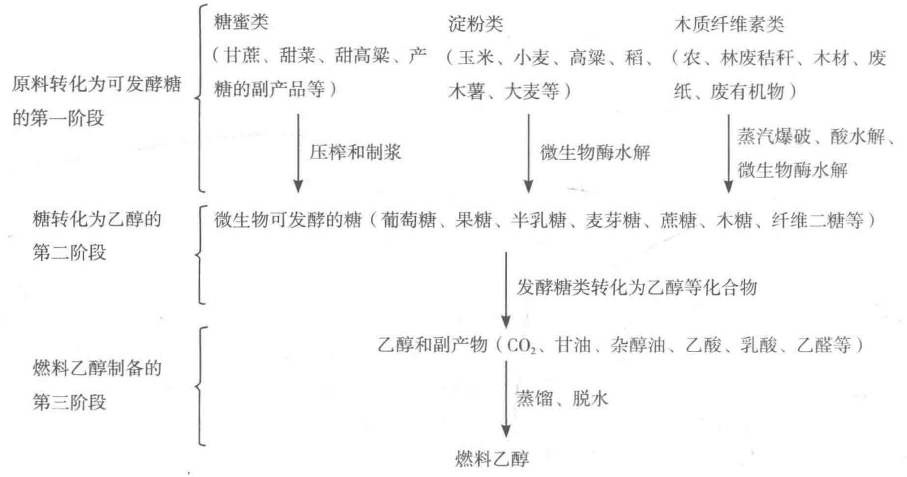 糖蜜类
（甘蔗、甜菜、甜高粱、产
糖的副产品等）
淀粉类
（玉米、小麦、高粱、稻、
木薯、大麦等）
木质纤维素类
（农、林废秸秆、木材、废
纸、废有机物）
原料转化为可发酵糖
的第一阶段
压榨和制浆
微生物酶水解
蒸汽爆破、酸水解、
微生物酶水解
糖转化为乙醇的
第二阶段
微生物可发酵的糖（葡萄糖、果糖、半乳糖、麦芽糖、蔗糖、木糖、纤维二糖等）
发酵糖类转化为乙醇等化合物
燃料乙醇制备的
第三阶段
乙醇和副产物（CO₂、甘油、杂醇油、乙酸、乳酸、乙醛等）
蒸馏、脱水
燃料乙醇